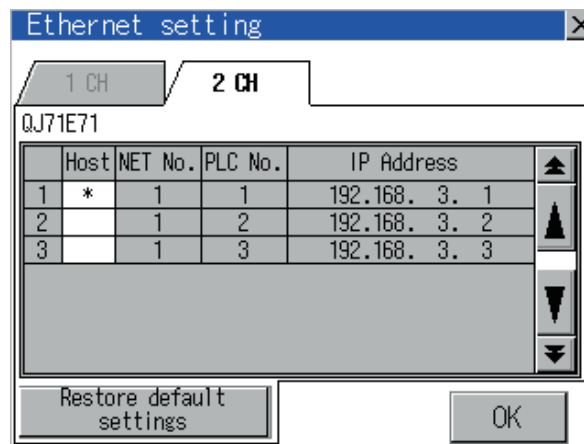 Ethernet setting
1 CH 2 CH
QJ71E71
Host NET No. PLC No. IP Address
1 * 1 1 192.168. 3. 1
2 1 2 192.168. 3. 2
3 1 3 192.168. 3. 3
Restore default
settings
OK